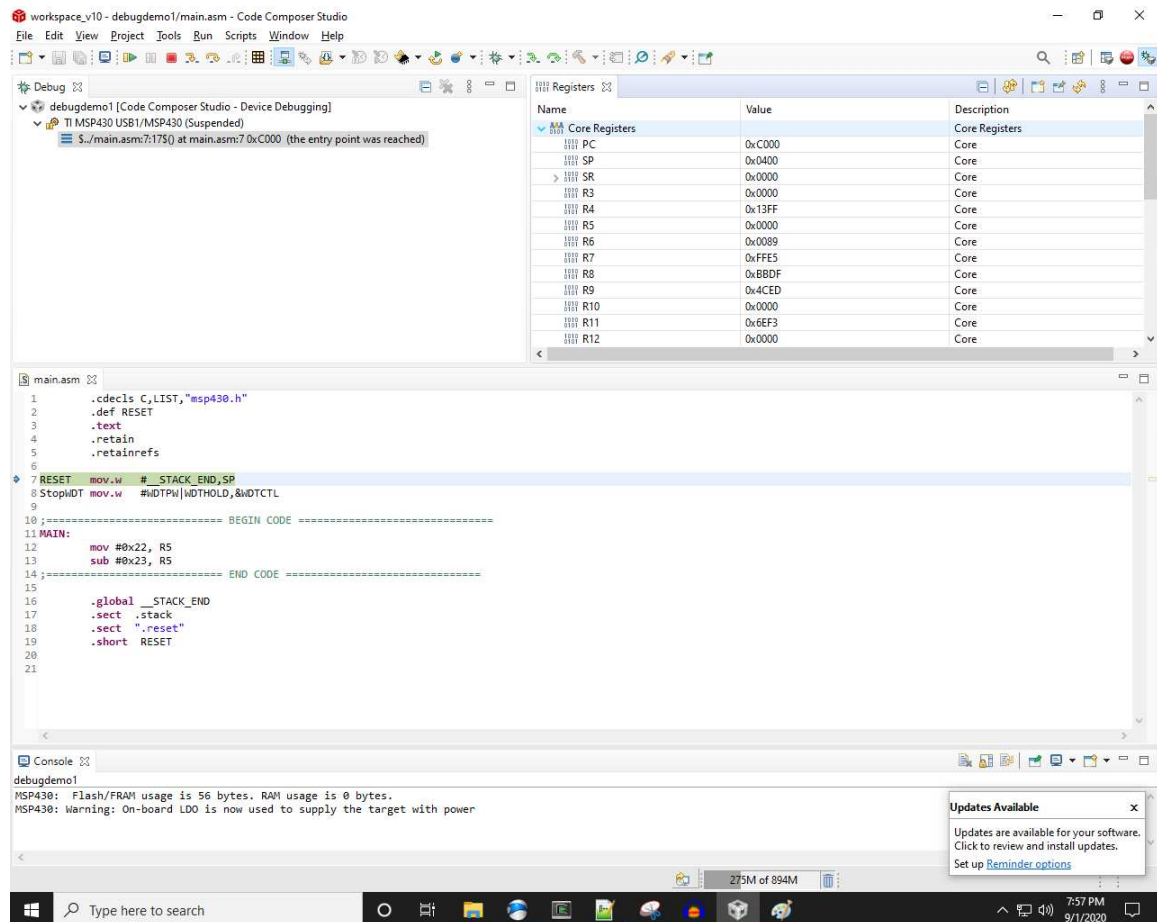 workspace_v10 - debugdemo1/main.asm - Code Composer Studio
File Edit View Project Tools Run Scripts Window Help
Debug
debugdemo1 [Code Composer Studio - Device Debugging]
TI MSP430 USB1/MSP430 (Suspended)
$../main.asm:7:17$() at main.asm:7 0xC000 (the entry point was reached)
Registers
Name Value Description
Core Registers Core Registers
PC 0xC000 Core
SP 0x0400 Core
SR 0x0000 Core
R3 0x0000 Core
R4 0x13FF Core
R5 0x0000 Core
R6 0x0089 Core
R7 0xFFE5 Core
R8 0xBBDF Core
R9 0x4CED Core
R10 0x0000 Core
R11 0x6EF3 Core
R12 0x0000 Core
main.asm
1 .cdecls C,LIST,"msp430.h"
2 .def RESET
3 .text
4 .retain
5 .retainrefs
6
7 RESET mov.w #__STACK_END,SP
8 StopWDT mov.w #WDTPW|WDTHOLD,&WDTCTL
9
10 ;============================ BEGIN CODE ===============================
11 MAIN:
12 mov #0x22, R5
13 sub #0x23, R5
14 ;============================ END CODE ===============================
15
16 .global __STACK_END
17 .sect .stack
18 .sect ".reset"
19 .short RESET
20
21
Console
debugdemo1
MSP430: Flash/FRAM usage is 56 bytes. RAM usage is 0 bytes.
MSP430: Warning: On-board LDO is now used to supply the target with power
Updates Available x
Updates are available for your software.
Click to review and install updates.
Set up Reminder options
275M of 894M
Type here to search
7:57 PM
9/1/2020